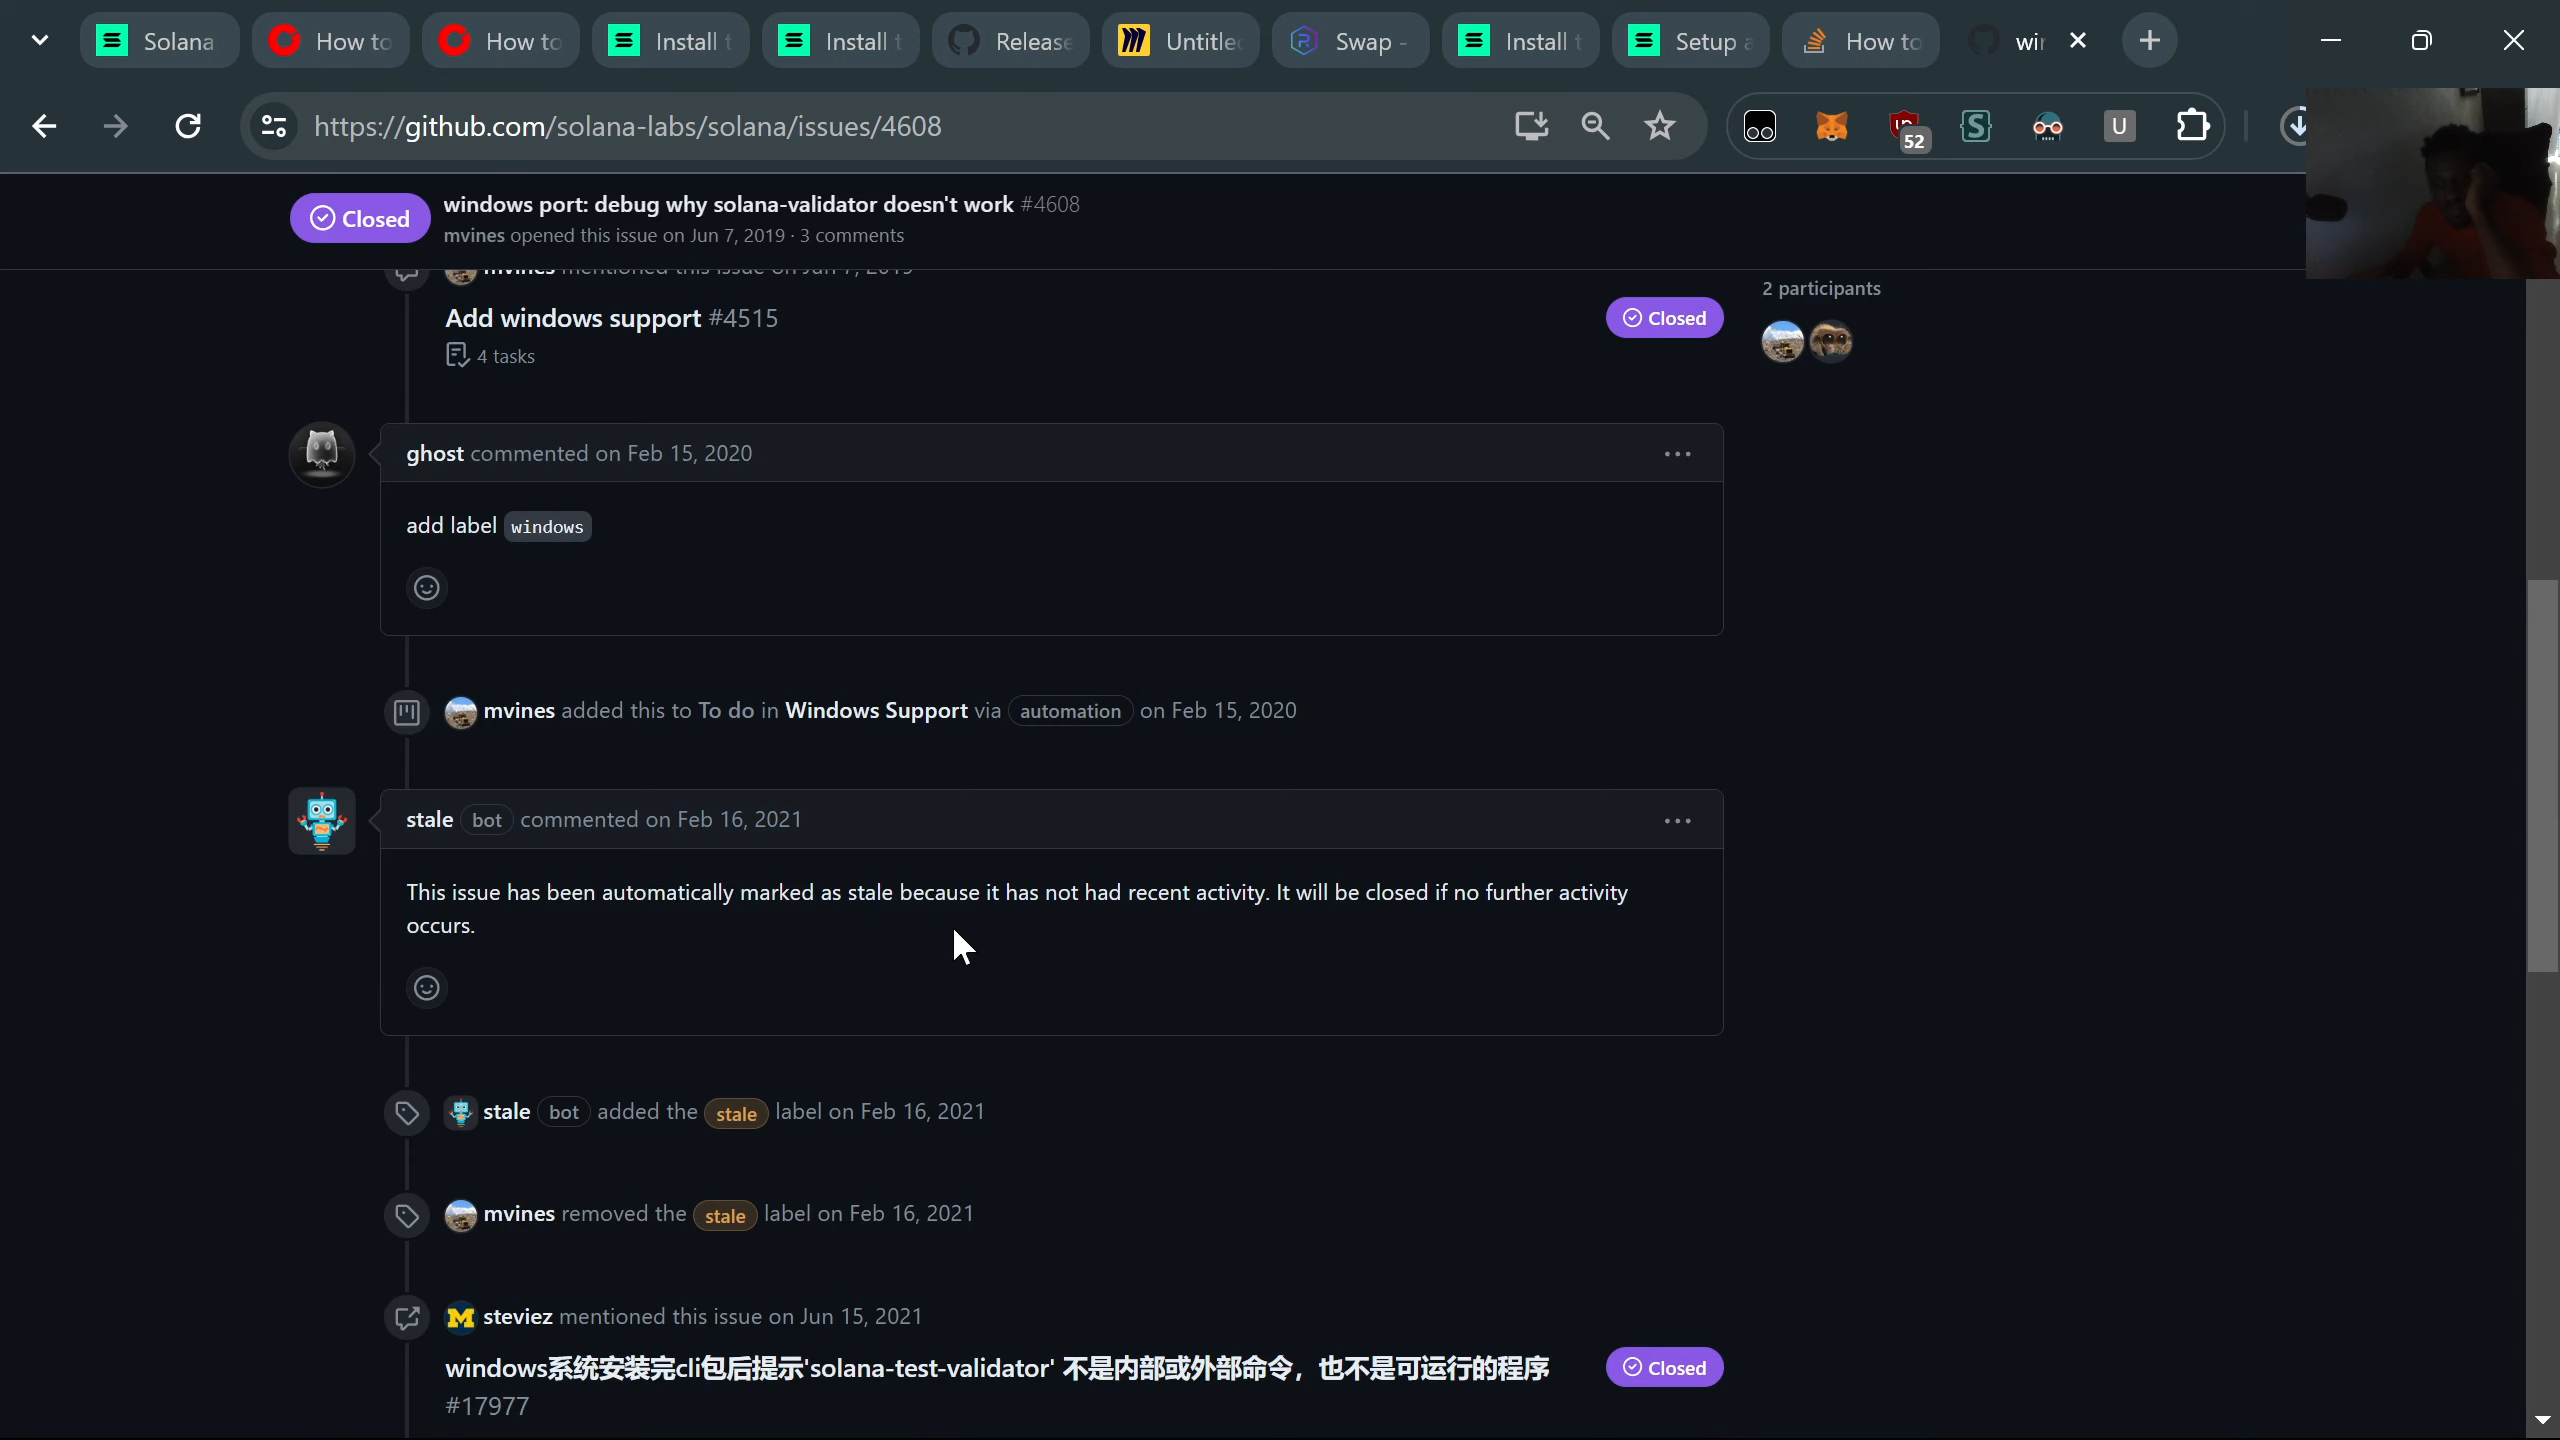 Solana
How to
How to
Install t
Install t
Release
Untitle
Swap -
Install t
Setup a
How to
wi
https://github.com/solana-labs/solana/issues/4608
52
U
Closed
windows port: debug why solana-validator doesn't work #4608
mvines opened this issue on Jun 7, 2019 · 3 comments
mvines mentioned this issue on Jun 7, 2019
2 participants
Add windows support #4515
Closed
4 tasks
ghost commented on Feb 15, 2020
add label windows
mvines added this to To do in Windows Support via automation on Feb 15, 2020
stale bot commented on Feb 16, 2021
This issue has been automatically marked as stale because it has not had recent activity. It will be closed if no further activity
occurs.
stale bot added the stale label on Feb 16, 2021
mvines removed the stale label on Feb 16, 2021
steviez mentioned this issue on Jun 15, 2021
windows系统安装完cli包后提示'solana-test-validator' 不是内部或外部命令，也不是可运行的程序
Closed
#17977